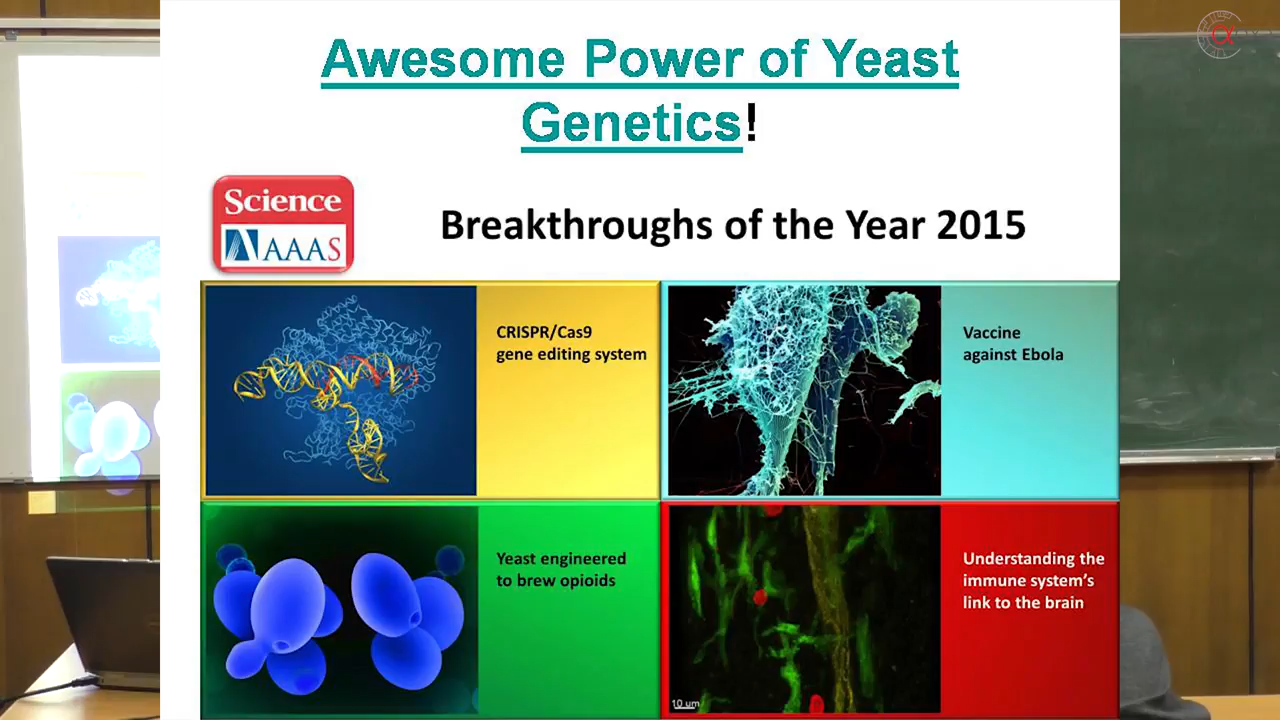 Awesome Power of Yeast
Genetics!
Science
AAAS
Breakthroughs of the Year 2015
CRISPR/Cas9
gene editing system
Vaccine
against Ebola
Yeast engineered
to brew opioids
Understanding the
immune system's
link to the brain
10 um